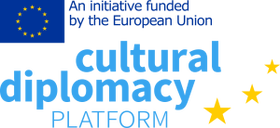 An initiative funded
by the European Union
cultural
diplomacy
PLATFORM